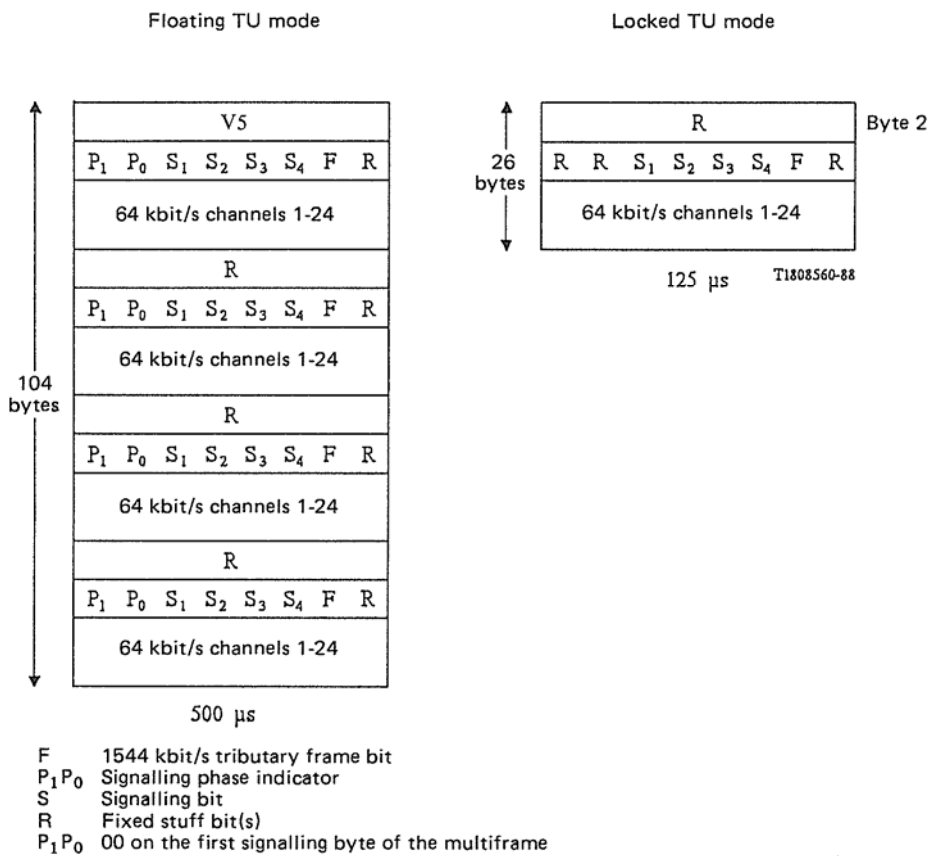 Floating TU mode
Locked TU mode
104
bytes
V5
P₁ P₀ S₁ S₂ S₃ S₄ F R
64 kbit/s channels 1-24
R
P₁ P₀ S₁ S₂ S₃ S₄ F R
64 kbit/s channels 1-24
R
P₁ P₀ S₁ S₂ S₃ S₄ F R
64 kbit/s channels 1-24
R
P₁ P₀ S₁ S₂ S₃ S₄ F R
64 kbit/s channels 1-24
500 µs
26
bytes
R
Byte 2
R R S₁ S₂ S₃ S₄ F R
64 kbit/s channels 1-24
125 µs
T1808560-88
F 1544 kbit/s tributary frame bit
P₁P₀ Signalling phase indicator
S Signalling bit
R Fixed stuff bit(s)
P₁P₀ 00 on the first signalling byte of the multiframe